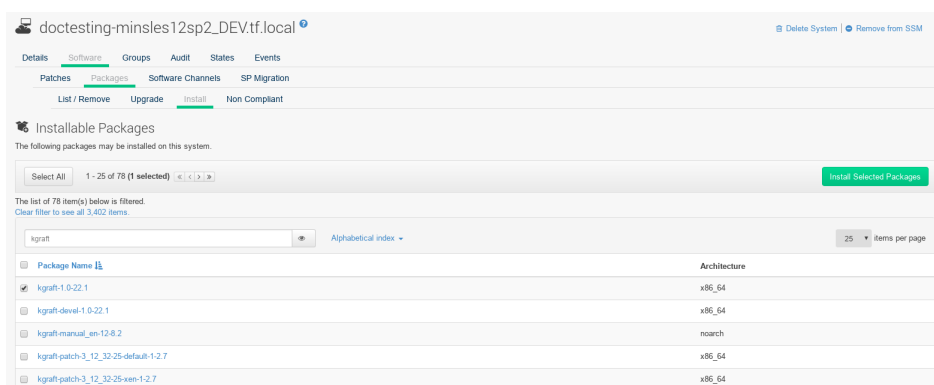 doctesting-minsles12sp2_DEV.tf.local
Delete System | Remove from SSM
Details Software Groups Audit States Events
Patches Packages Software Channels SP Migration
List / Remove Upgrade Install Non Compliant
Installable Packages
The following packages may be installed on this system.
Select All 1 - 25 of 78 (1 selected) Install Selected Packages
The list of 78 item(s) below is filtered.
Clear filter to see all 3,402 items.
kgraft Alphabetical index 25 items per page
Package Name Architecture
kgraft-1.0-22.1 x86_64
kgraft-devel-1.0-22.1 x86_64
kgraft-manual_en-12-8.2 noarch
kgraft-patch-3_12_32-25-default-1-2.7 x86_64
kgraft-patch-3_12_32-25-xen-1-2.7 x86_64